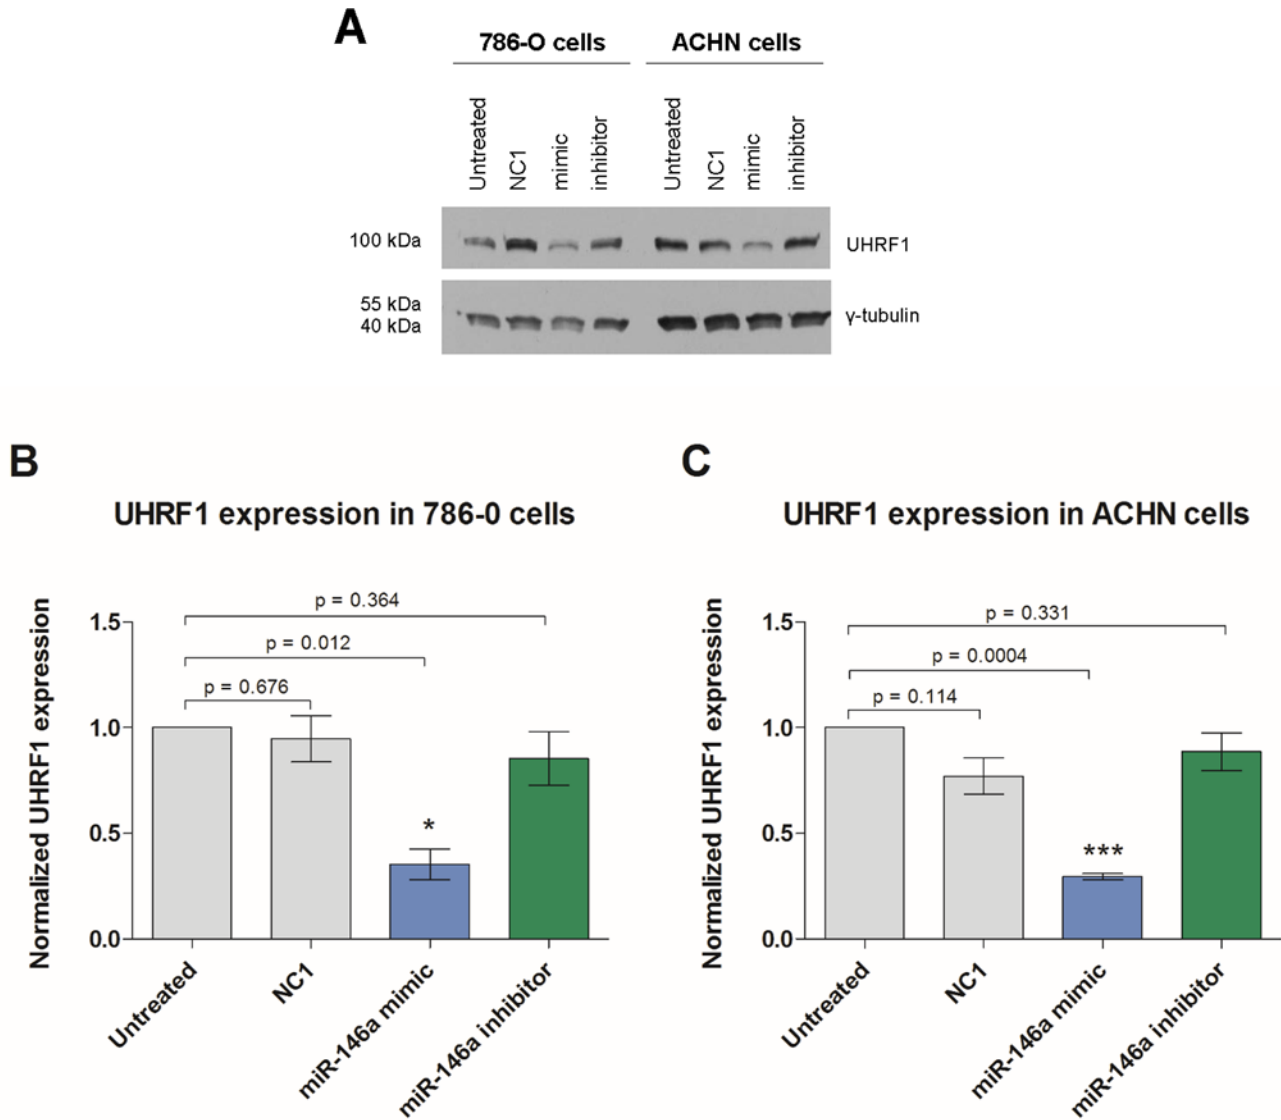 A
786-O cells ACHN cells
Untreated NC1 mimic inhibitor Untreated NC1 mimic inhibitor
100 kDa UHRF1
55 kDa
40 kDa γ-tubulin
B
UHRF1 expression in 786-0 cells
Normalized UHRF1 expression
p = 0.364
p = 0.012
p = 0.676
1.5
1.0
0.5
0.0
*
Untreated NC1 miR-146a mimic miR-146a inhibitor
C
UHRF1 expression in ACHN cells
Normalized UHRF1 expression
p = 0.331
p = 0.0004
p = 0.114
1.5
1.0
0.5
0.0
***
Untreated NC1 miR-146a mimic miR-146a inhibitor